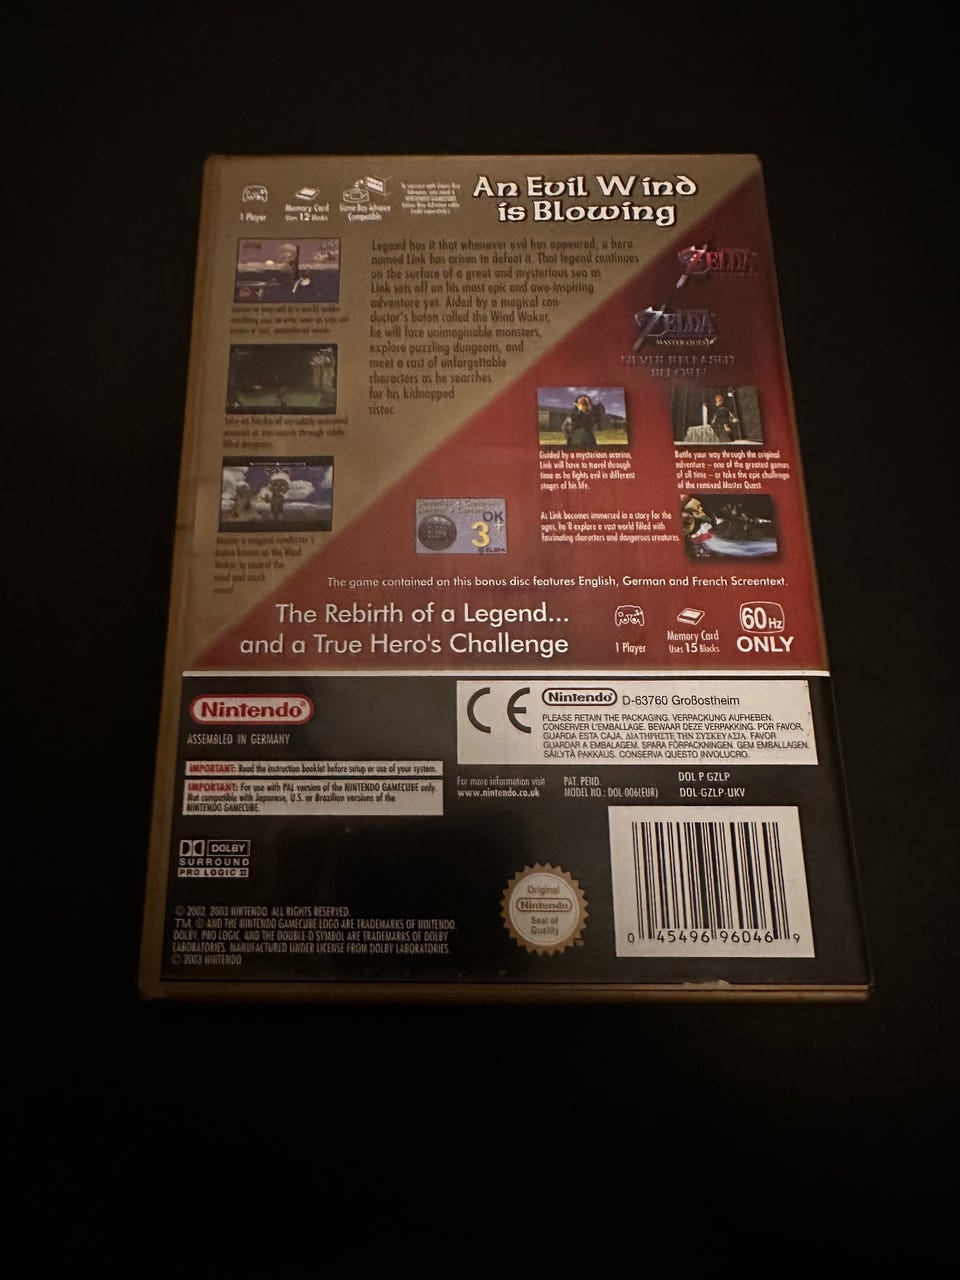 An Evil Wind
is Blowing
1 Player
Memory Card
Uses 12 Blocks
Game Boy Advance
Compatible
Legend has it that whenever evil has appeared, a hero
named Link has arisen to defeat it. That legend continues
on the surface of a great and mysterious sea as
Link sets off on his most epic and awe-inspiring
adventure yet. Aided by a magical con-
ductor's baton called the Wind Waker,
he will face unimaginable monsters,
explore puzzling dungeons, and
meet a cast of unforgettable
characters as he searches
for his kidnapped
sister.
ZELDA
ZELDA
MASTER QUEST
NEVER RELEASED
BEFORE!
Guided by a mysterious ocarina,
Link will have to travel through
time as he fights evil in different
stages of his life.
Battle your way through the original
adventure – one of the greatest games
of all time – or take the epic challenge
of the remixed Master Quest.
As Link becomes immersed in a story for the
ages, he'll explore a vast world filled with
fascinating characters and dangerous creatures.
ELSPA
OK
3+
© ELSPA
The game contained on this bonus disc features English, German and French Screentext.
The Rebirth of a Legend...
and a True Hero's Challenge
1 Player
Memory Card
Uses 15 Blocks
60Hz
ONLY
Nintendo®
ASSEMBLED IN GERMANY
CE
Nintendo® D-63760 Großostheim
PLEASE RETAIN THE PACKAGING. VERPACKUNG AUFHEBEN.
CONSERVER L'EMBALLAGE. BEWAAR DEZE VERPAKKING. POR FAVOR,
GUARDA ESTA CAJA. ΔΙΑΤΗΡΗΣΤΕ ΤΗΝ ΣΥΣΚΕΥΑΣΙΑ. FAVOR
GUARDAR A EMBALAGEM. SPARA FÖRPACKNINGEN. GEM EMBALLAGEN.
SÄILYTÄ PAKKAUS. CONSERVA QUESTO INVOLUCRO.
IMPORTANT: Read the instruction booklet before setup or use of your system.
IMPORTANT: For use with PAL version of the NINTENDO GAMECUBE only.
Not compatible with Japanese, U.S. or Brazilian versions of the
NINTENDO GAMECUBE.
For more information visit
www.nintendo.co.uk
PAT. PEND.
MODEL NO.: DOL-006(EUR)
DOL P GZLP
DOL-GZLP-UKV
DOLBY
SURROUND
PRO LOGIC II
© 2002, 2003 NINTENDO. ALL RIGHTS RESERVED.
TM, ® AND THE NINTENDO GAMECUBE LOGO ARE TRADEMARKS OF NINTENDO.
DOLBY, PRO LOGIC AND THE DOUBLE-D SYMBOL ARE TRADEMARKS OF DOLBY
LABORATORIES. MANUFACTURED UNDER LICENSE FROM DOLBY LABORATORIES.
© 2003 NINTENDO.
Original
Nintendo
Seal of
Quality
TM
0 45496 96046 9